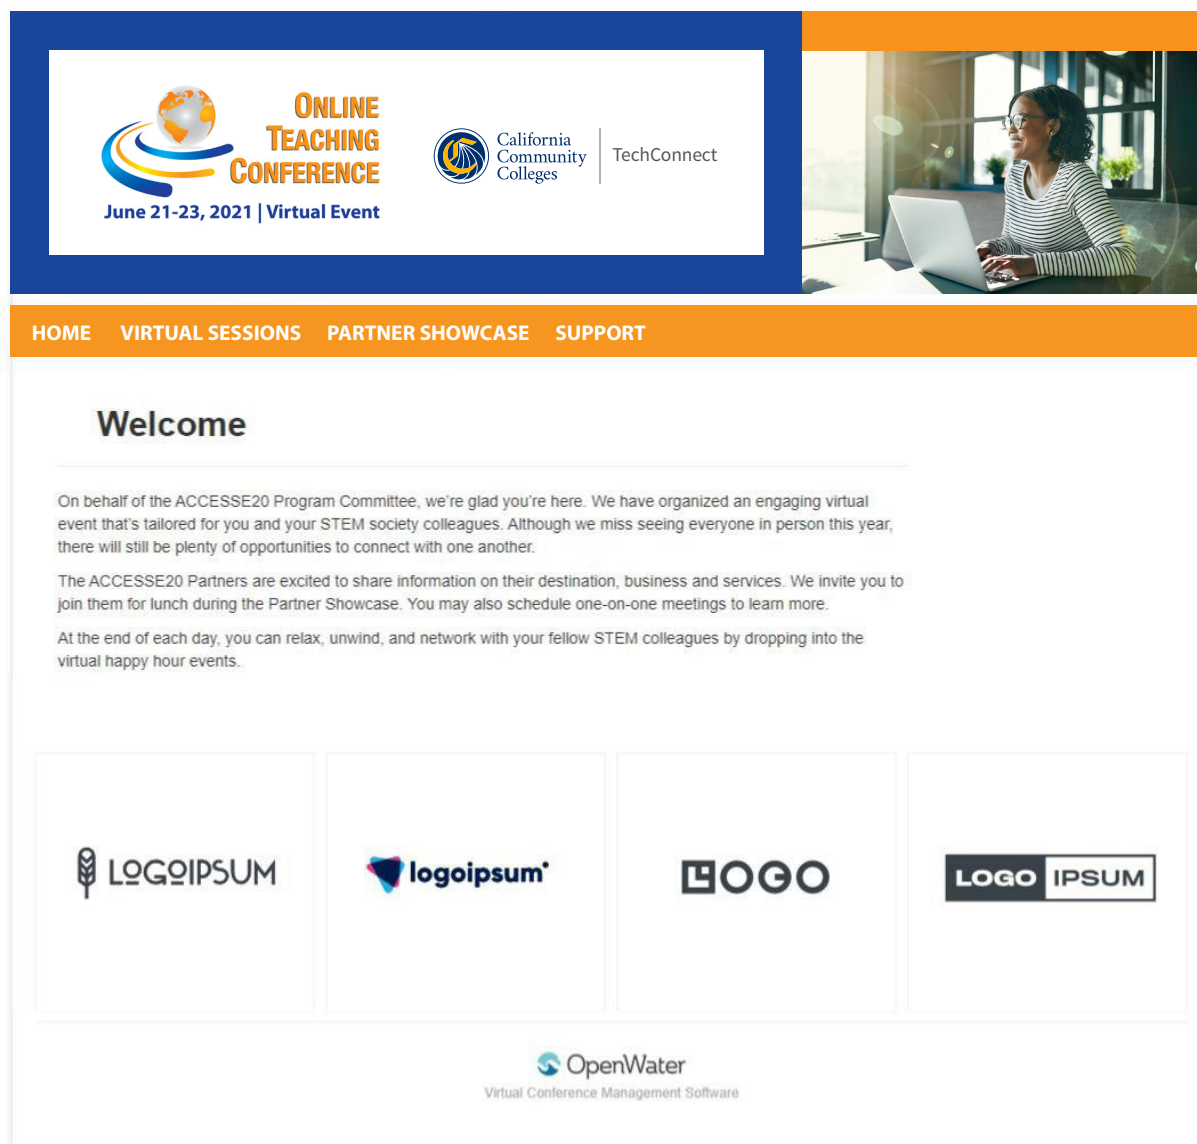 ONLINE
TEACHING
CONFERENCE
June 21-23, 2021 | Virtual Event
California
Community
Colleges
TechConnect
HOME VIRTUAL SESSIONS PARTNER SHOWCASE SUPPORT
Welcome
On behalf of the ACCESSE20 Program Committee, we're glad you're here. We have organized an engaging virtual
event that's tailored for you and your STEM society colleagues. Although we miss seeing everyone in person this year,
there will still be plenty of opportunities to connect with one another.
The ACCESSE20 Partners are excited to share information on their destination, business and services. We invite you to
join them for lunch during the Partner Showcase. You may also schedule one-on-one meetings to learn more.
At the end of each day, you can relax, unwind, and network with your fellow STEM colleagues by dropping into the
virtual happy hour events.
LOGOIPSUM
logoipsum
LOGO
LOGO IPSUM
OpenWater
Virtual Conference Management Software